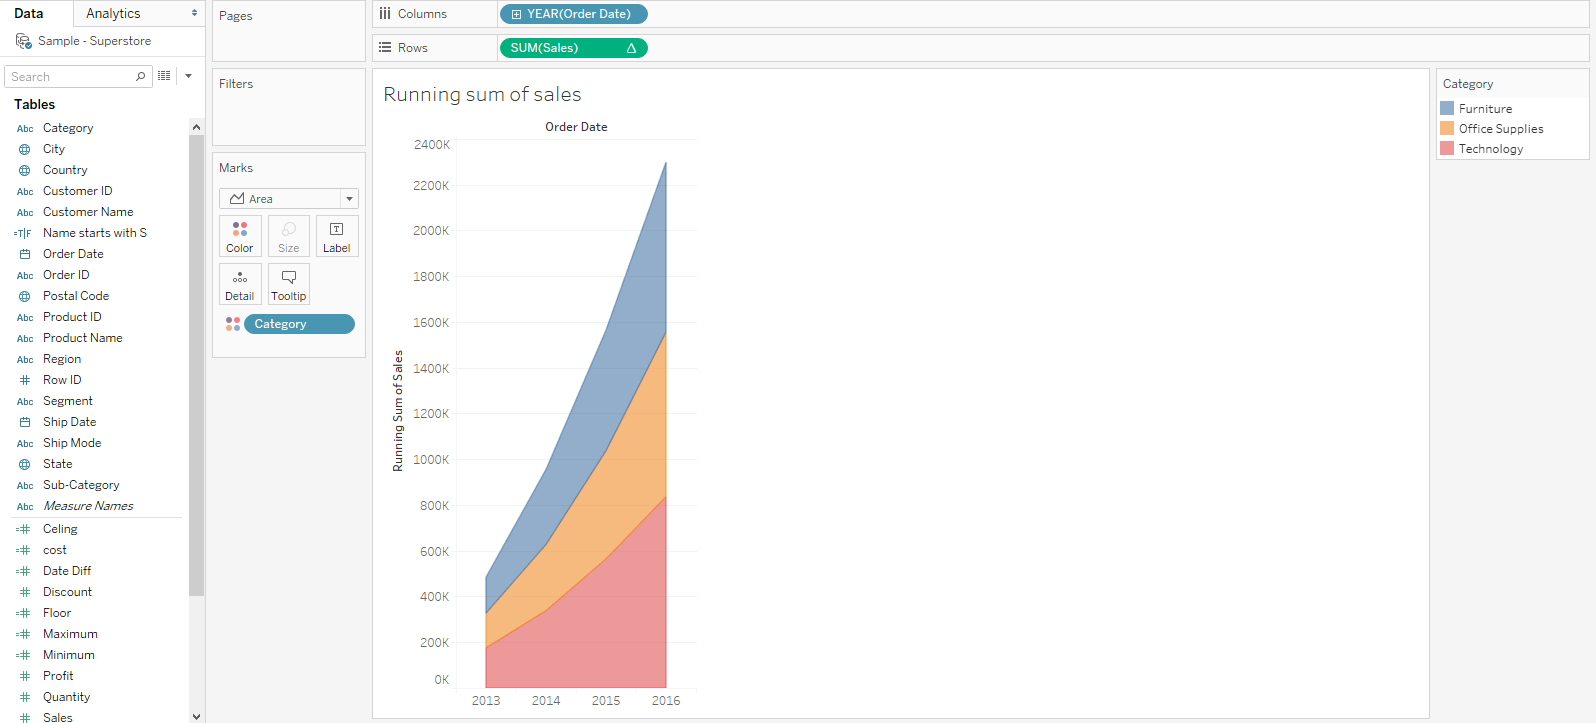 Data
Analytics
Sample - Superstore
Search
Tables
Abc Category
City
Country
Abc Customer ID
Abc Customer Name
=T|F Name starts with S
Order Date
Abc Order ID
Postal Code
Abc Product ID
Abc Product Name
Abc Region
# Row ID
Abc Segment
Ship Date
Abc Ship Mode
State
Abc Sub-Category
Abc Measure Names
=# Celing
=# cost
=# Date Diff
# Discount
=# Floor
=# Maximum
=# Minimum
# Profit
# Quantity
# Sales
Pages
Filters
Marks
Area
Color
Size
T
Label
Detail
Tooltip
Category
Columns
YEAR(Order Date)
Rows
SUM(Sales) Δ
Running sum of sales
Order Date
2400K
2200K
2000K
1800K
1600K
1400K
1200K
1000K
800K
600K
400K
200K
0K
Running Sum of Sales
2013 2014 2015 2016
Category
Furniture
Office Supplies
Technology